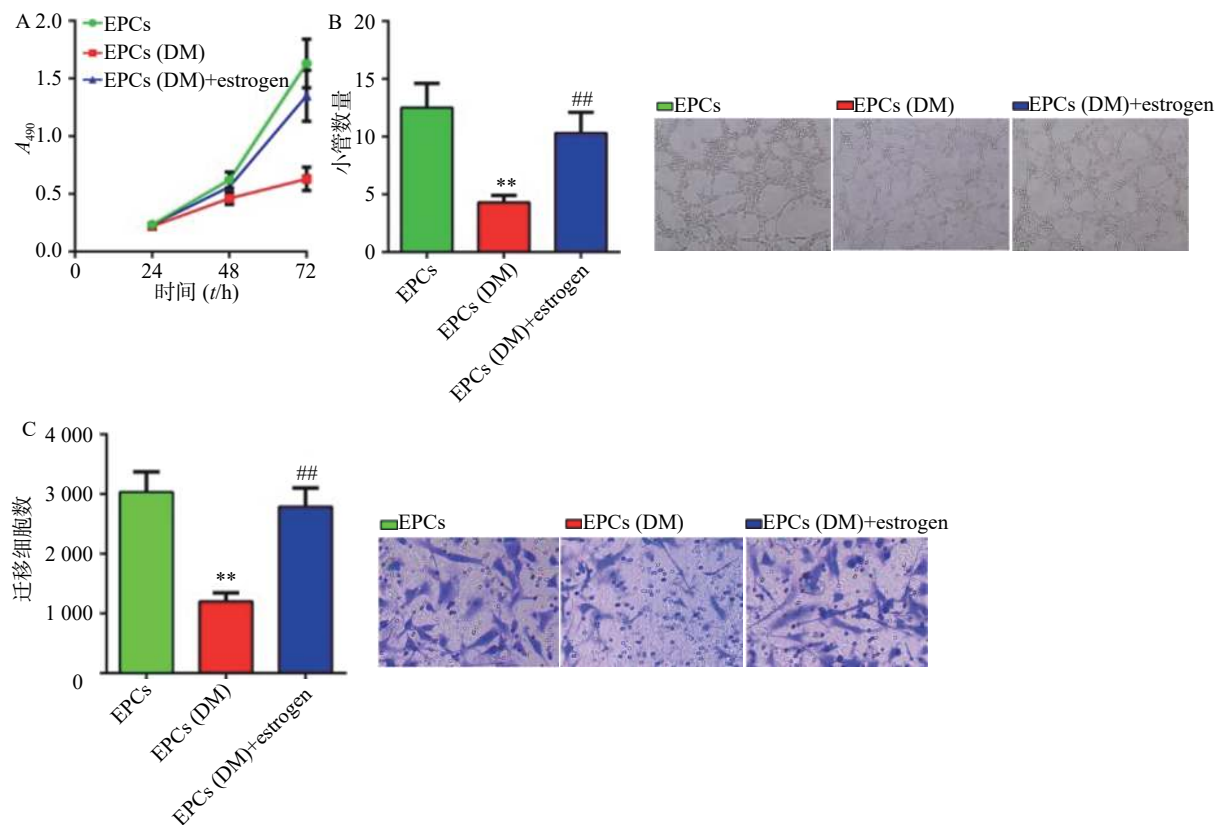 A
2.0
1.5
1.0
0.5
0.0
A490
0
24
48
72
时间 (t/h)
EPCs
EPCs (DM)
EPCs (DM)+estrogen
B
20
15
10
5
0
小管数量
**
##
EPCs
EPCs (DM)
EPCs (DM)+estrogen
EPCs
EPCs (DM)
EPCs (DM)+estrogen
C
4 000
3 000
2 000
1 000
0
迁移细胞数
**
##
EPCs
EPCs (DM)
EPCs (DM)+estrogen
EPCs
EPCs (DM)
EPCs (DM)+estrogen